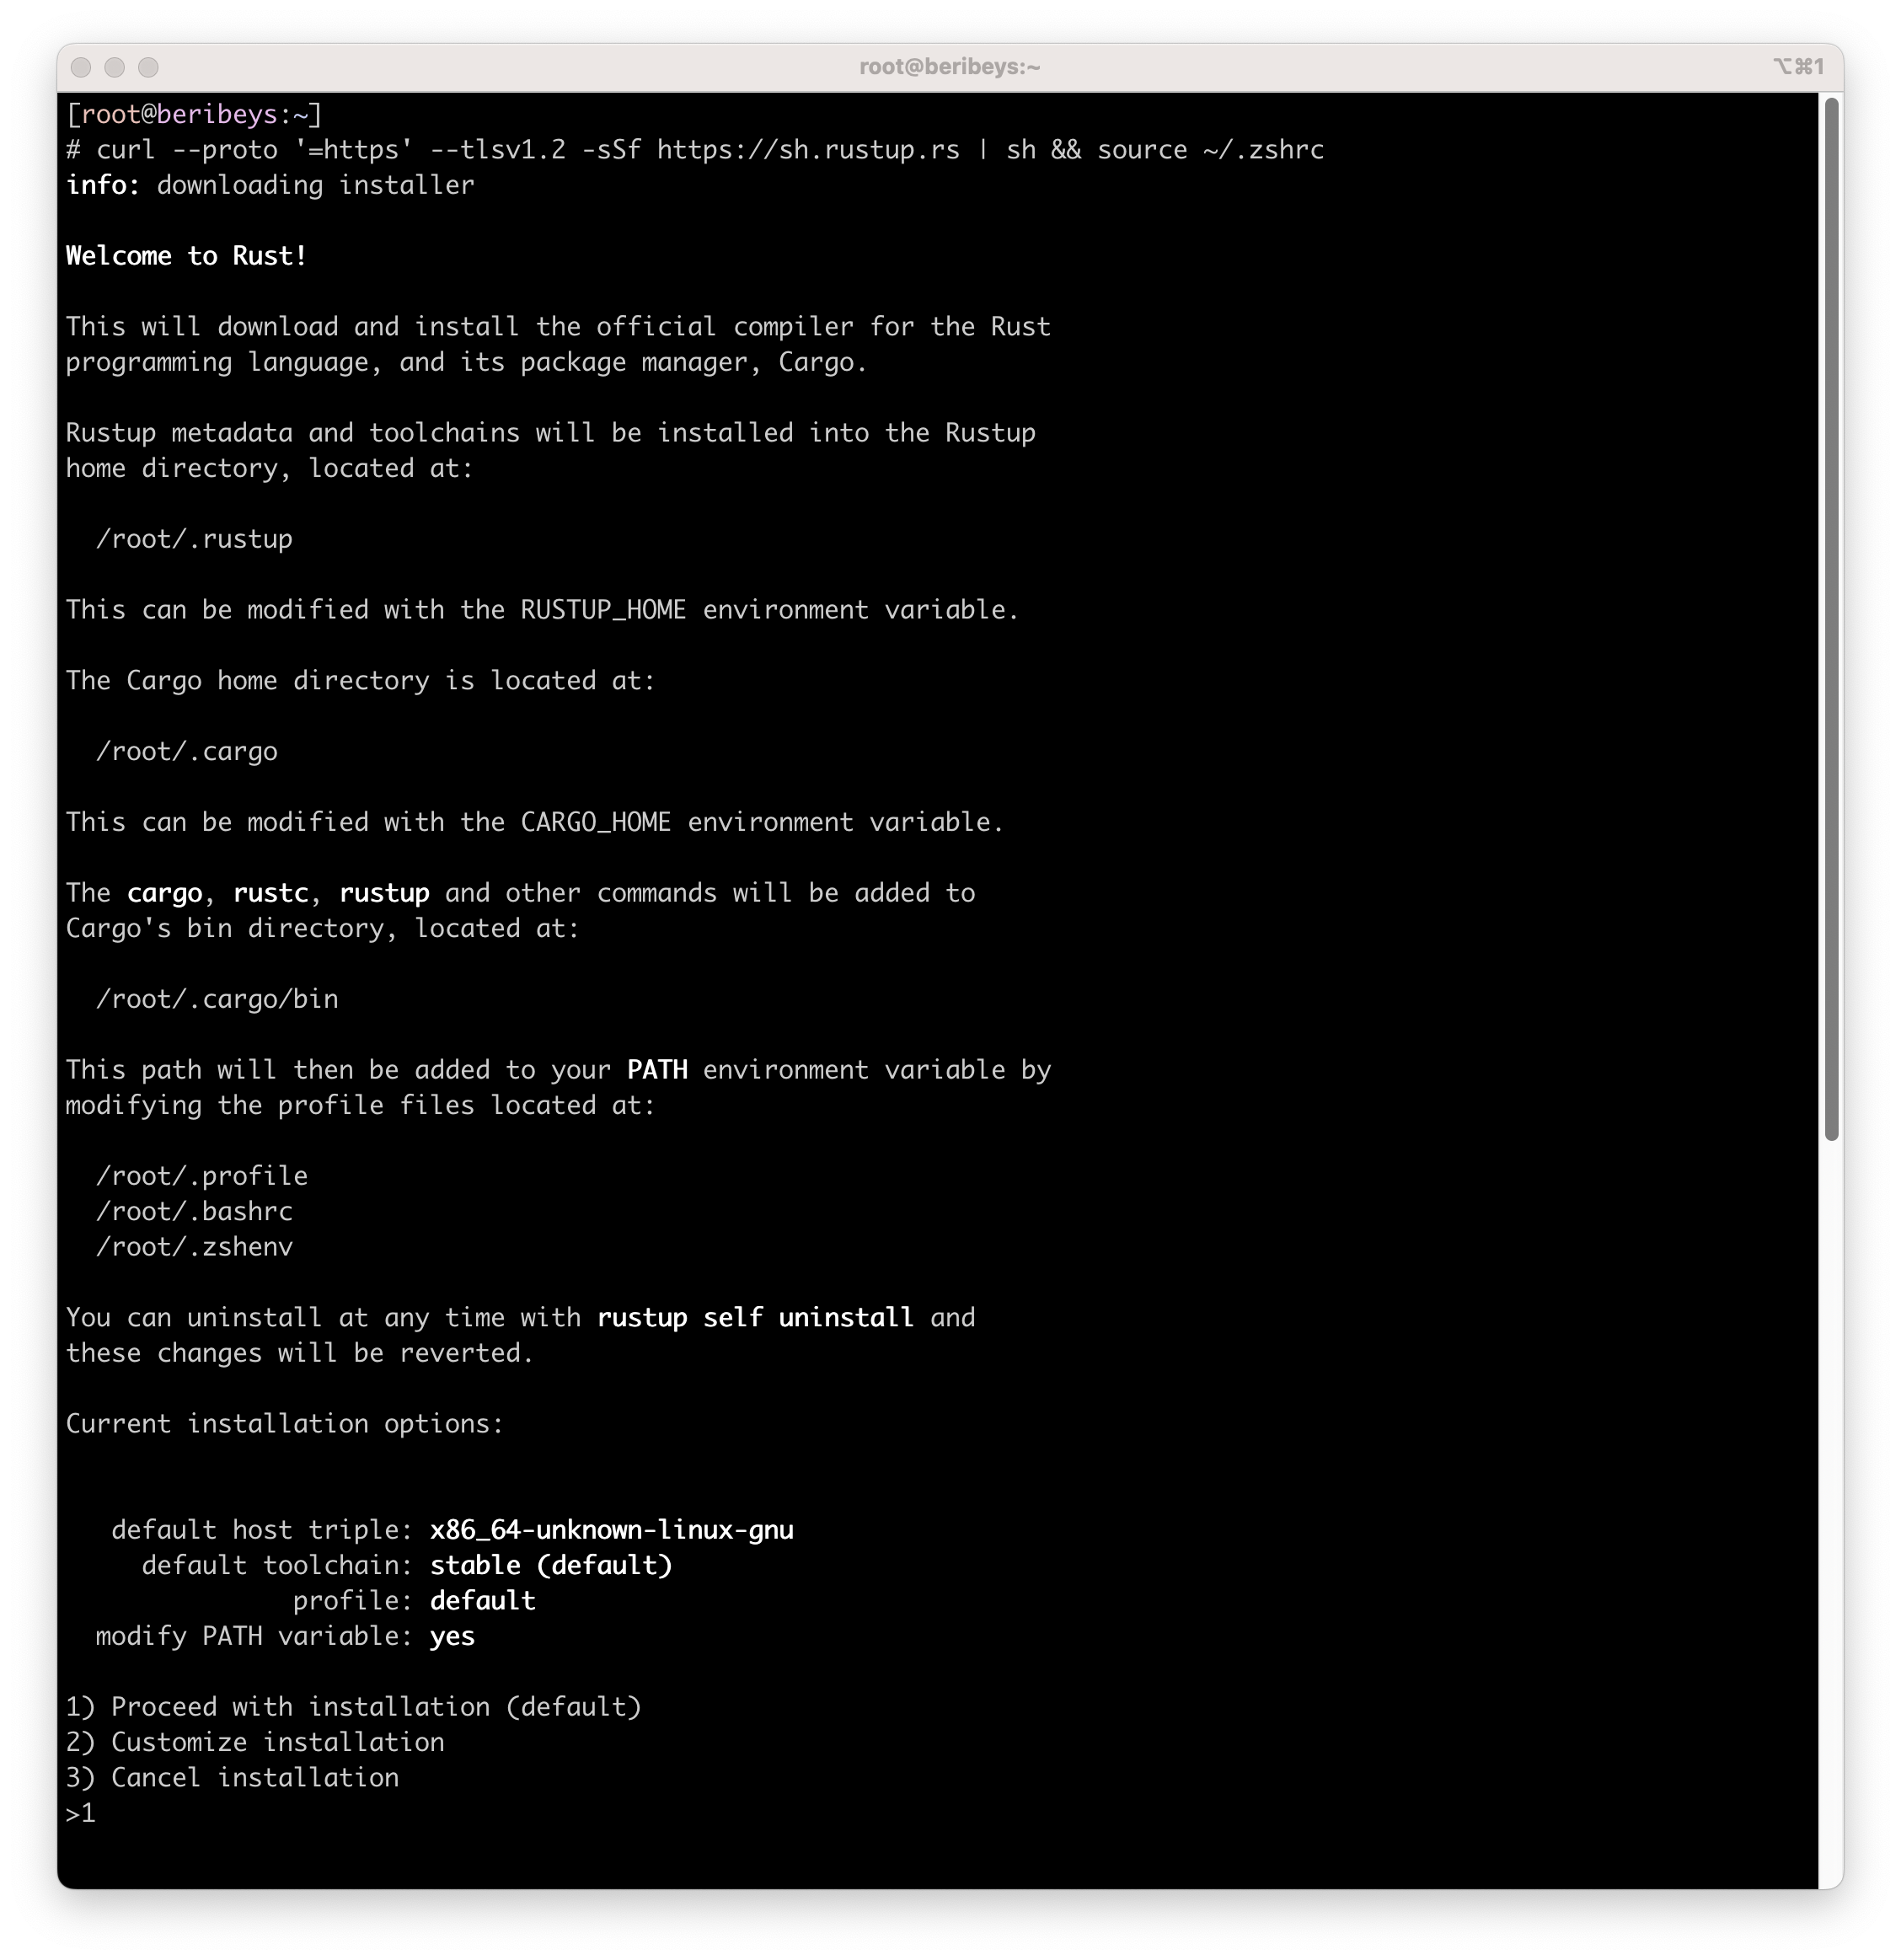 root@beribeys:~
⌥⌘1
[root@beribeys:~]
# curl --proto '=https' --tlsv1.2 -sSf https://sh.rustup.rs | sh && source ~/.zshrc
info: downloading installer

Welcome to Rust!

This will download and install the official compiler for the Rust
programming language, and its package manager, Cargo.

Rustup metadata and toolchains will be installed into the Rustup
home directory, located at:

  /root/.rustup

This can be modified with the RUSTUP_HOME environment variable.

The Cargo home directory is located at:

  /root/.cargo

This can be modified with the CARGO_HOME environment variable.

The cargo, rustc, rustup and other commands will be added to
Cargo's bin directory, located at:

  /root/.cargo/bin

This path will then be added to your PATH environment variable by
modifying the profile files located at:

  /root/.profile
  /root/.bashrc
  /root/.zshenv

You can uninstall at any time with rustup self uninstall and
these changes will be reverted.

Current installation options:


   default host triple: x86_64-unknown-linux-gnu
     default toolchain: stable (default)
               profile: default
  modify PATH variable: yes

1) Proceed with installation (default)
2) Customize installation
3) Cancel installation
>1